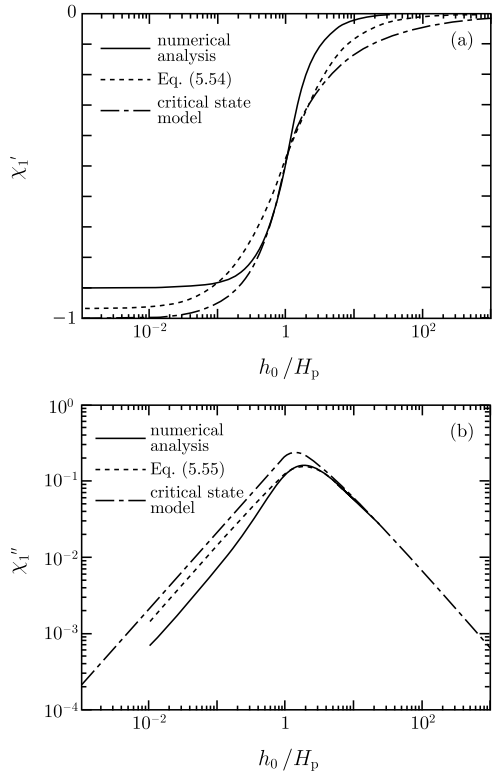 0
numerical
analysis
(a)
Eq. (5.54)
critical state
model
χ₁′
−1
10⁻²
1
10²
h₀ /Hₚ
10⁰
numerical
analysis
(b)
Eq. (5.55)
10⁻¹
critical state
model
χ₁″
10⁻²
10⁻³
10⁻⁴
10⁻²
1
10²
h₀ /Hₚ